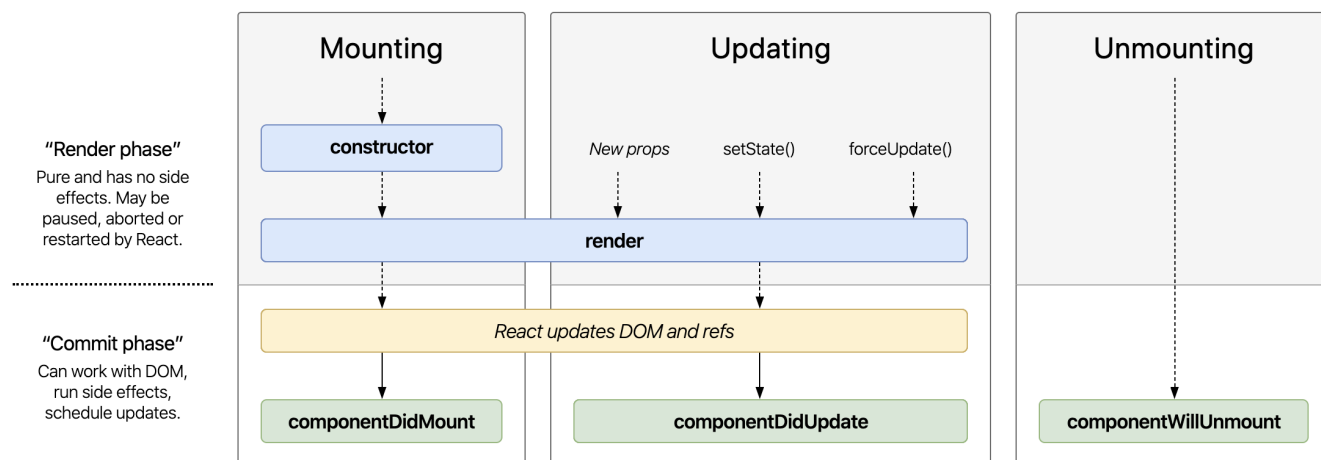 Mounting
Updating
Unmounting
“Render phase”
Pure and has no side
effects. May be
paused, aborted or
restarted by React.
constructor
New props
setState()
forceUpdate()
render
“Commit phase”
Can work with DOM,
run side effects,
schedule updates.
React updates DOM and refs
componentDidMount
componentDidUpdate
componentWillUnmount